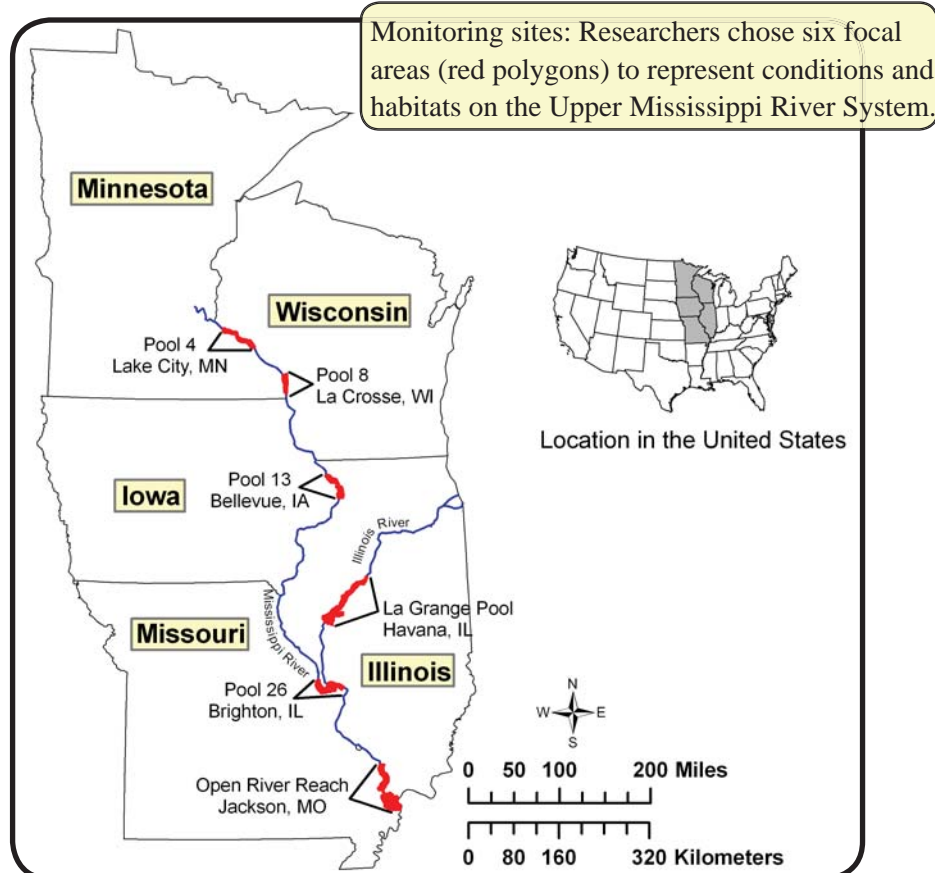 Monitoring sites: Researchers chose six focal
areas (red polygons) to represent conditions and
habitats on the Upper Mississippi River System.
Minnesota
Wisconsin
Pool 4
Lake City, MN
Pool 8
La Crosse, WI
Location in the United States
Pool 13
Bellevue, IA
Iowa
Illinois River
Mississippi River
La Grange Pool
Havana, IL
Missouri
Illinois
Pool 26
Brighton, IL
N
W E
S
Open River Reach
Jackson, MO
0 50 100 200 Miles
0 80 160 320 Kilometers